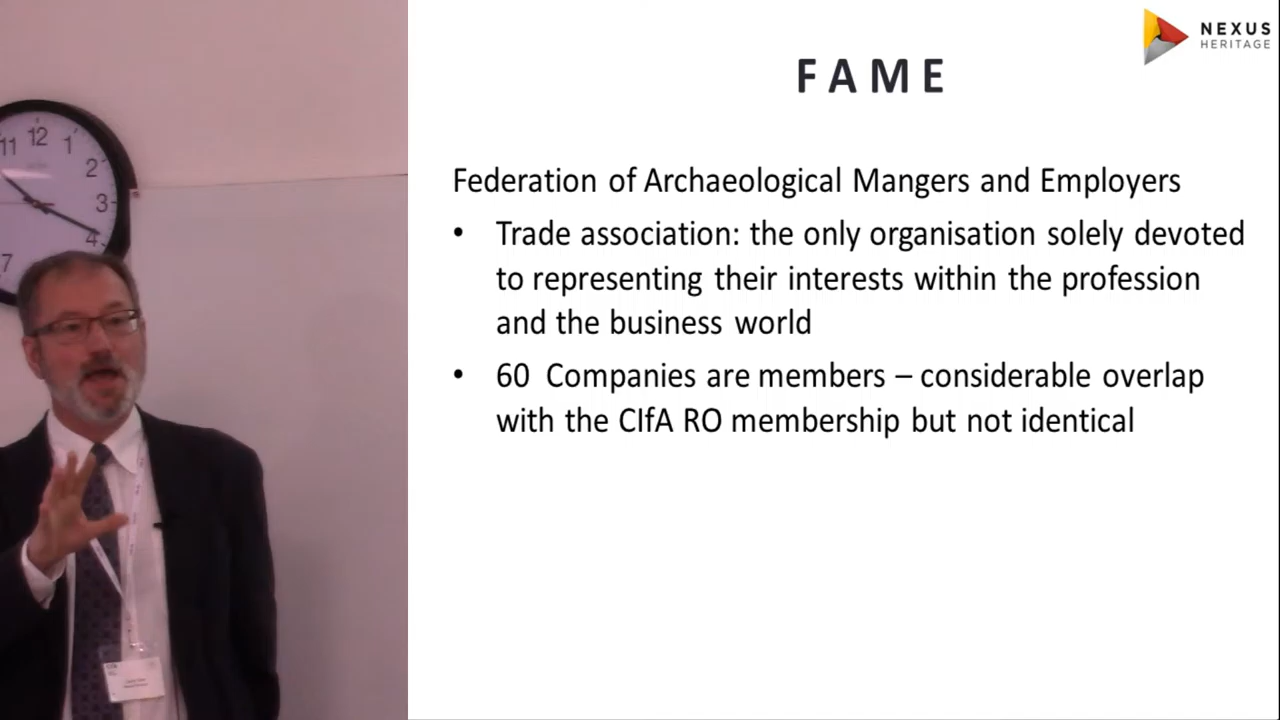 NEXUS
HERITAGE
FAME
Federation of Archaeological Mangers and Employers
• Trade association: the only organisation solely devoted
to representing their interests within the profession
and the business world
• 60 Companies are members – considerable overlap
with the CIfA RO membership but not identical
11 12 1
2
3
4
7